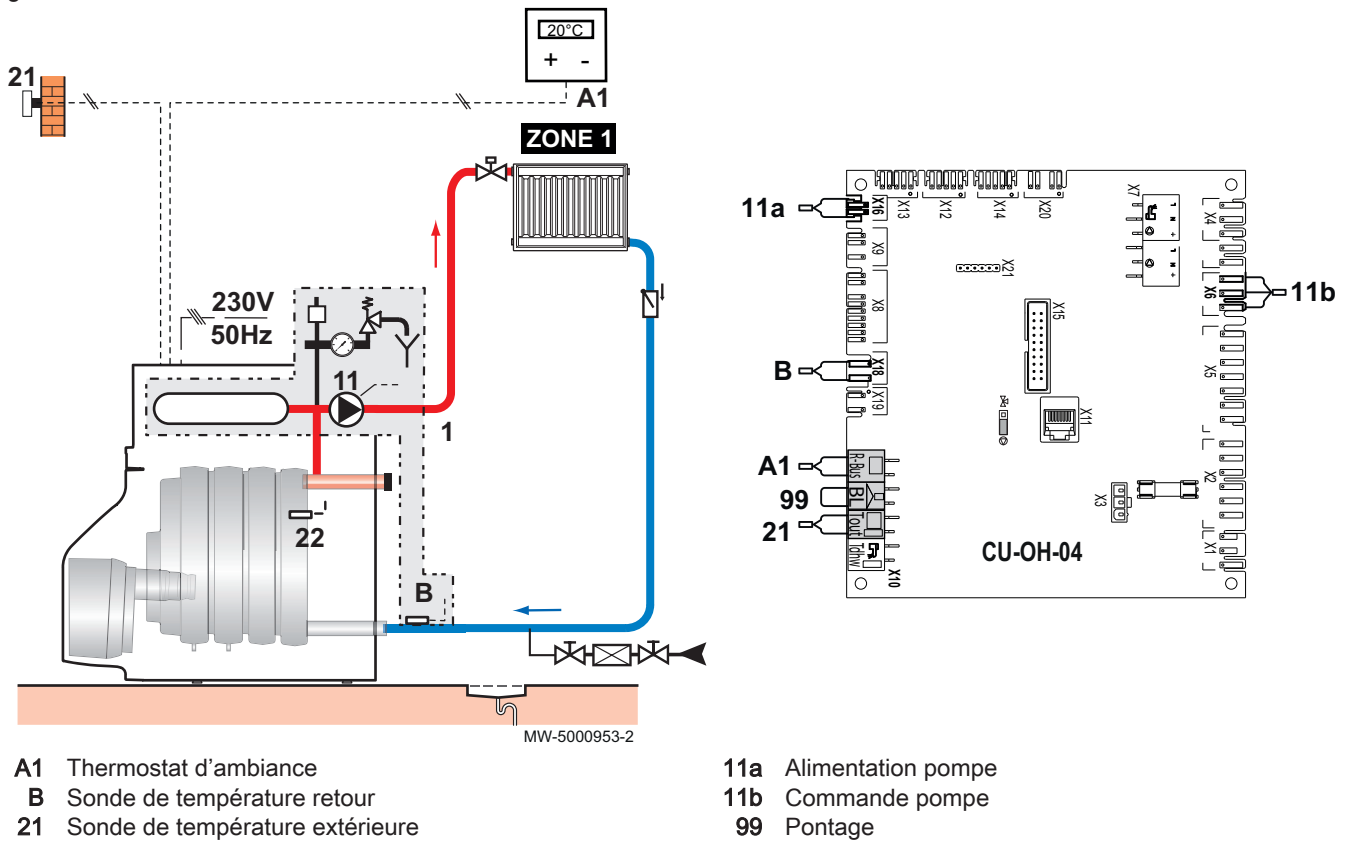 20°C
+ -
21
A1
ZONE 1
230V
50Hz
11
1
22
B
MW-5000953-2
11a
B
A1
99
21
11b
X16
X13
X12
X14
X20
X7
L
N
L
N
X4
X9
X21
X6
X8
X15
X5
X18
X19
X11
R-Bus
BL
Tout
Tdhw
X10
X2
X3
X1
CU-OH-04
A1 Thermostat d'ambiance
B Sonde de température retour
21 Sonde de température extérieure
11a Alimentation pompe
11b Commande pompe
99 Pontage